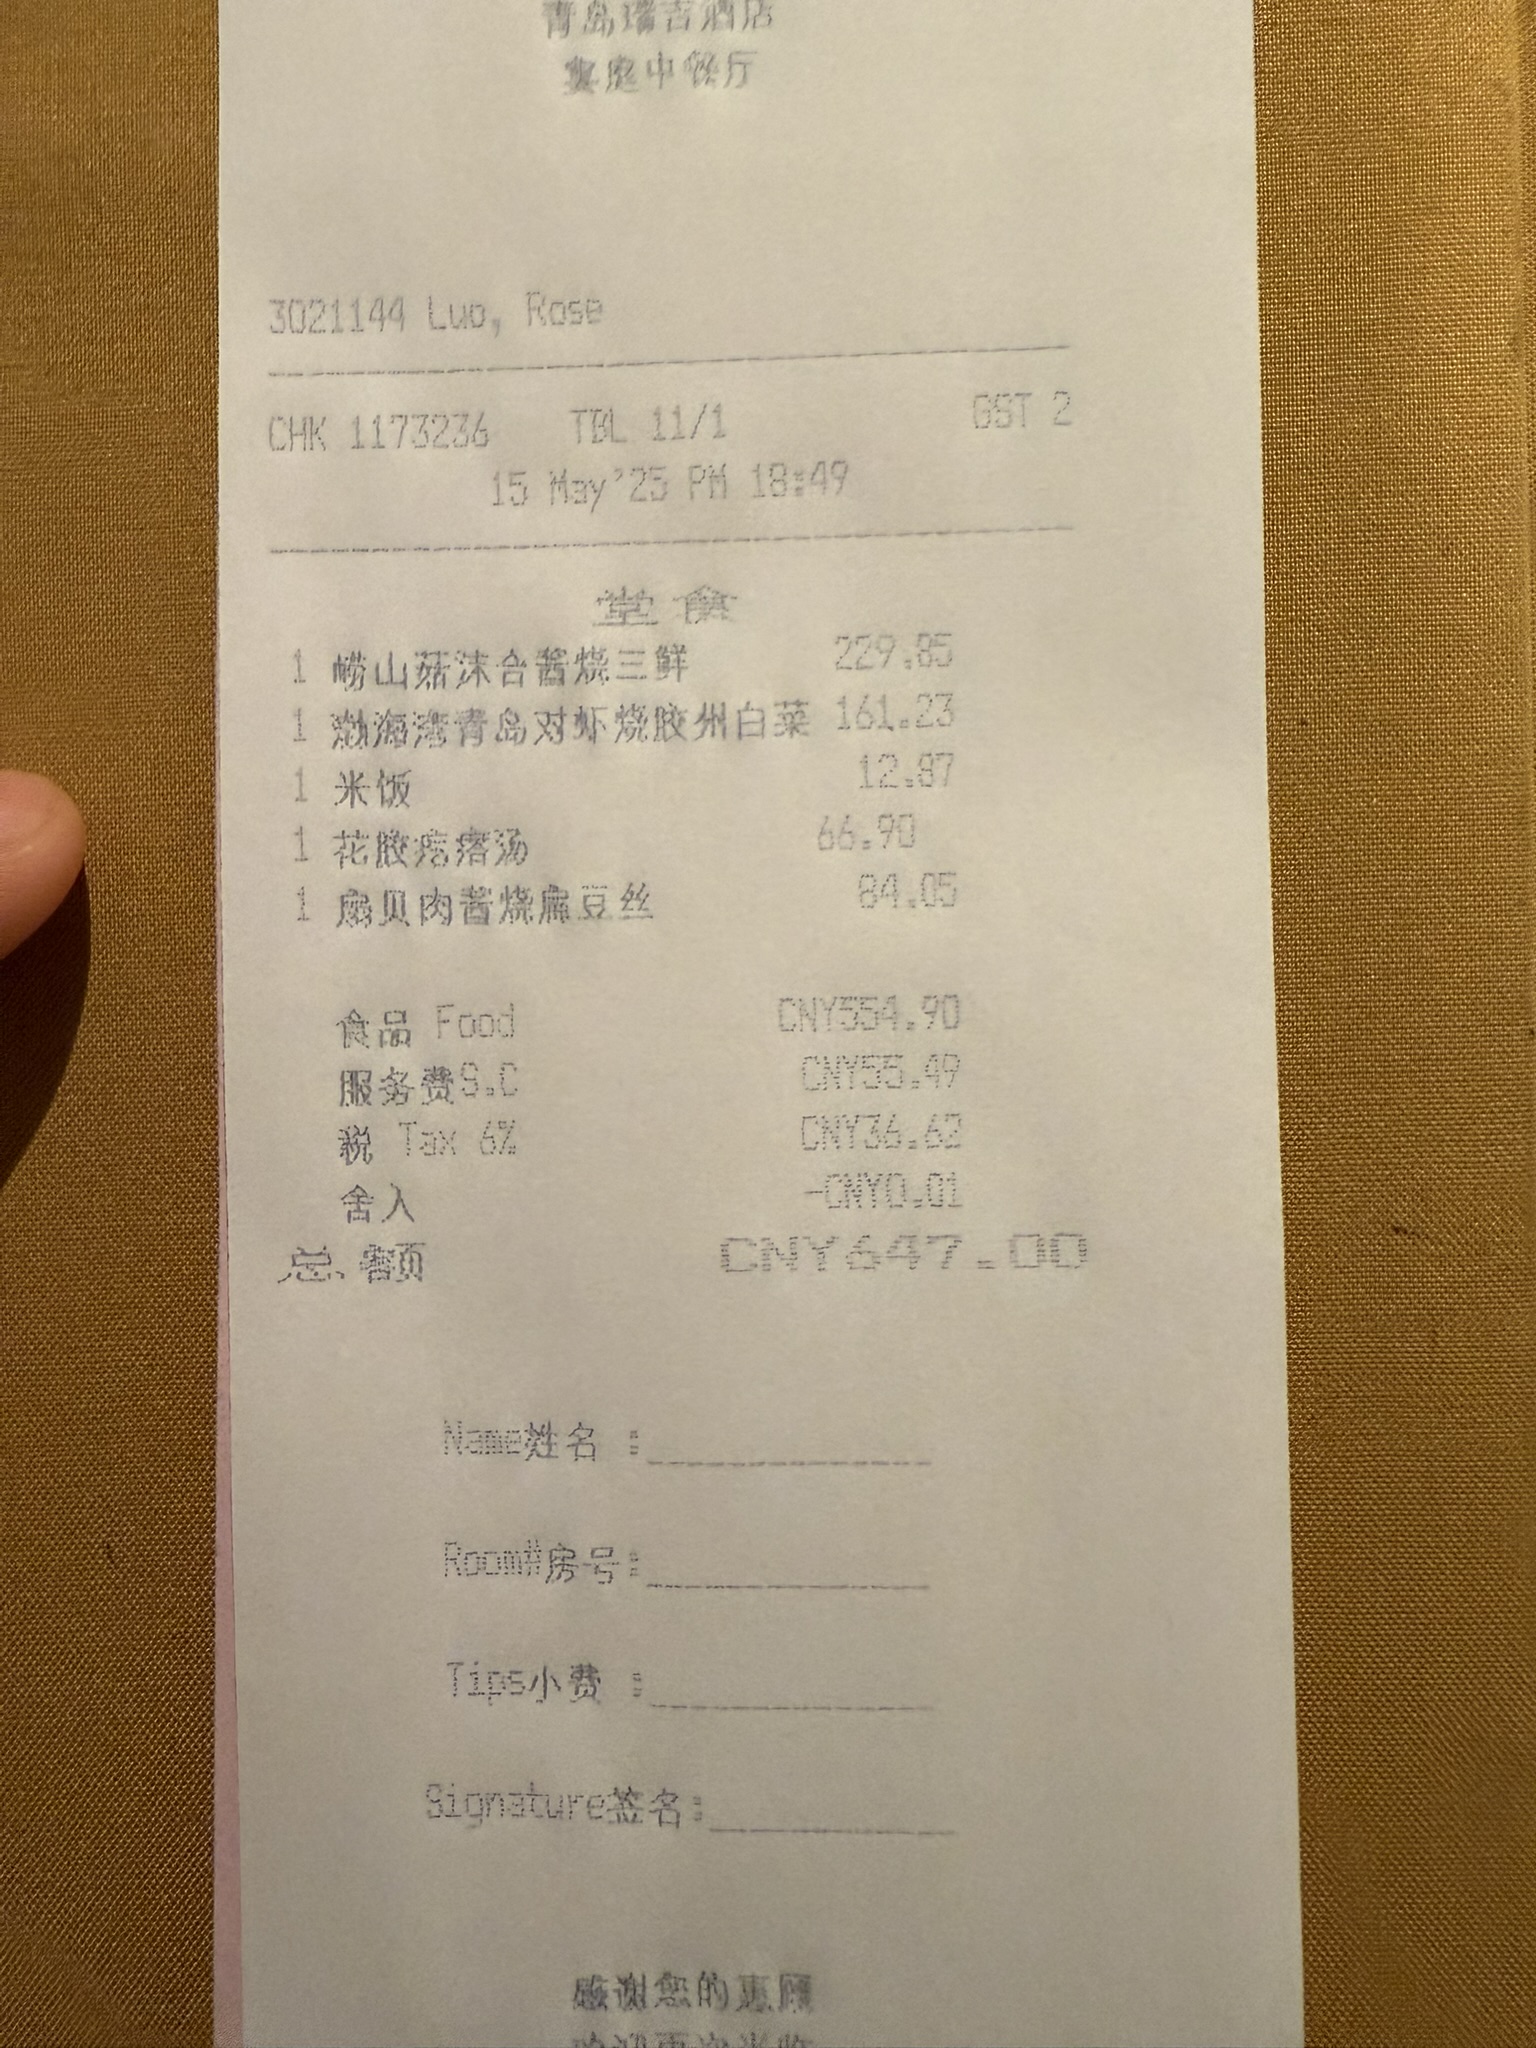 青岛瑞吉酒店
宴庭中餐厅
3021144 Luo, Rose
CHK 1173236 TBL 11/1 GST 2
15 May'25 PM 18:49
堂食
1 崂山菇沫合酱烧三鲜 229.85
1 渤海湾青岛对虾烧胶州白菜 161.23
1 米饭 12.87
1 花胶疙瘩汤 66.90
1 扇贝肉酱烧扁豆丝 84.05
食品 Food CNY554.90
服务费S.C CNY55.49
税 Tax 6% CNY36.62
舍入 -CNY0.01
总额 CNY647.00
Name姓名 :
Room#房号:
Tips小费 :
Signature签名:
感谢您的惠顾